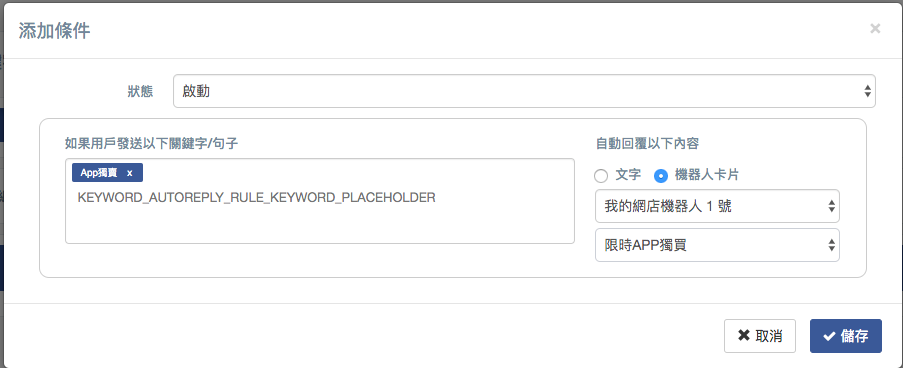 添加條件
×
狀態
啟動
如果用戶發送以下關鍵字/句子
App獨買 x
KEYWORD_AUTOREPLY_RULE_KEYWORD_PLACEHOLDER
自動回覆以下內容
文字
機器人卡片
我的網店機器人 1 號
限時APP獨買
取消
儲存